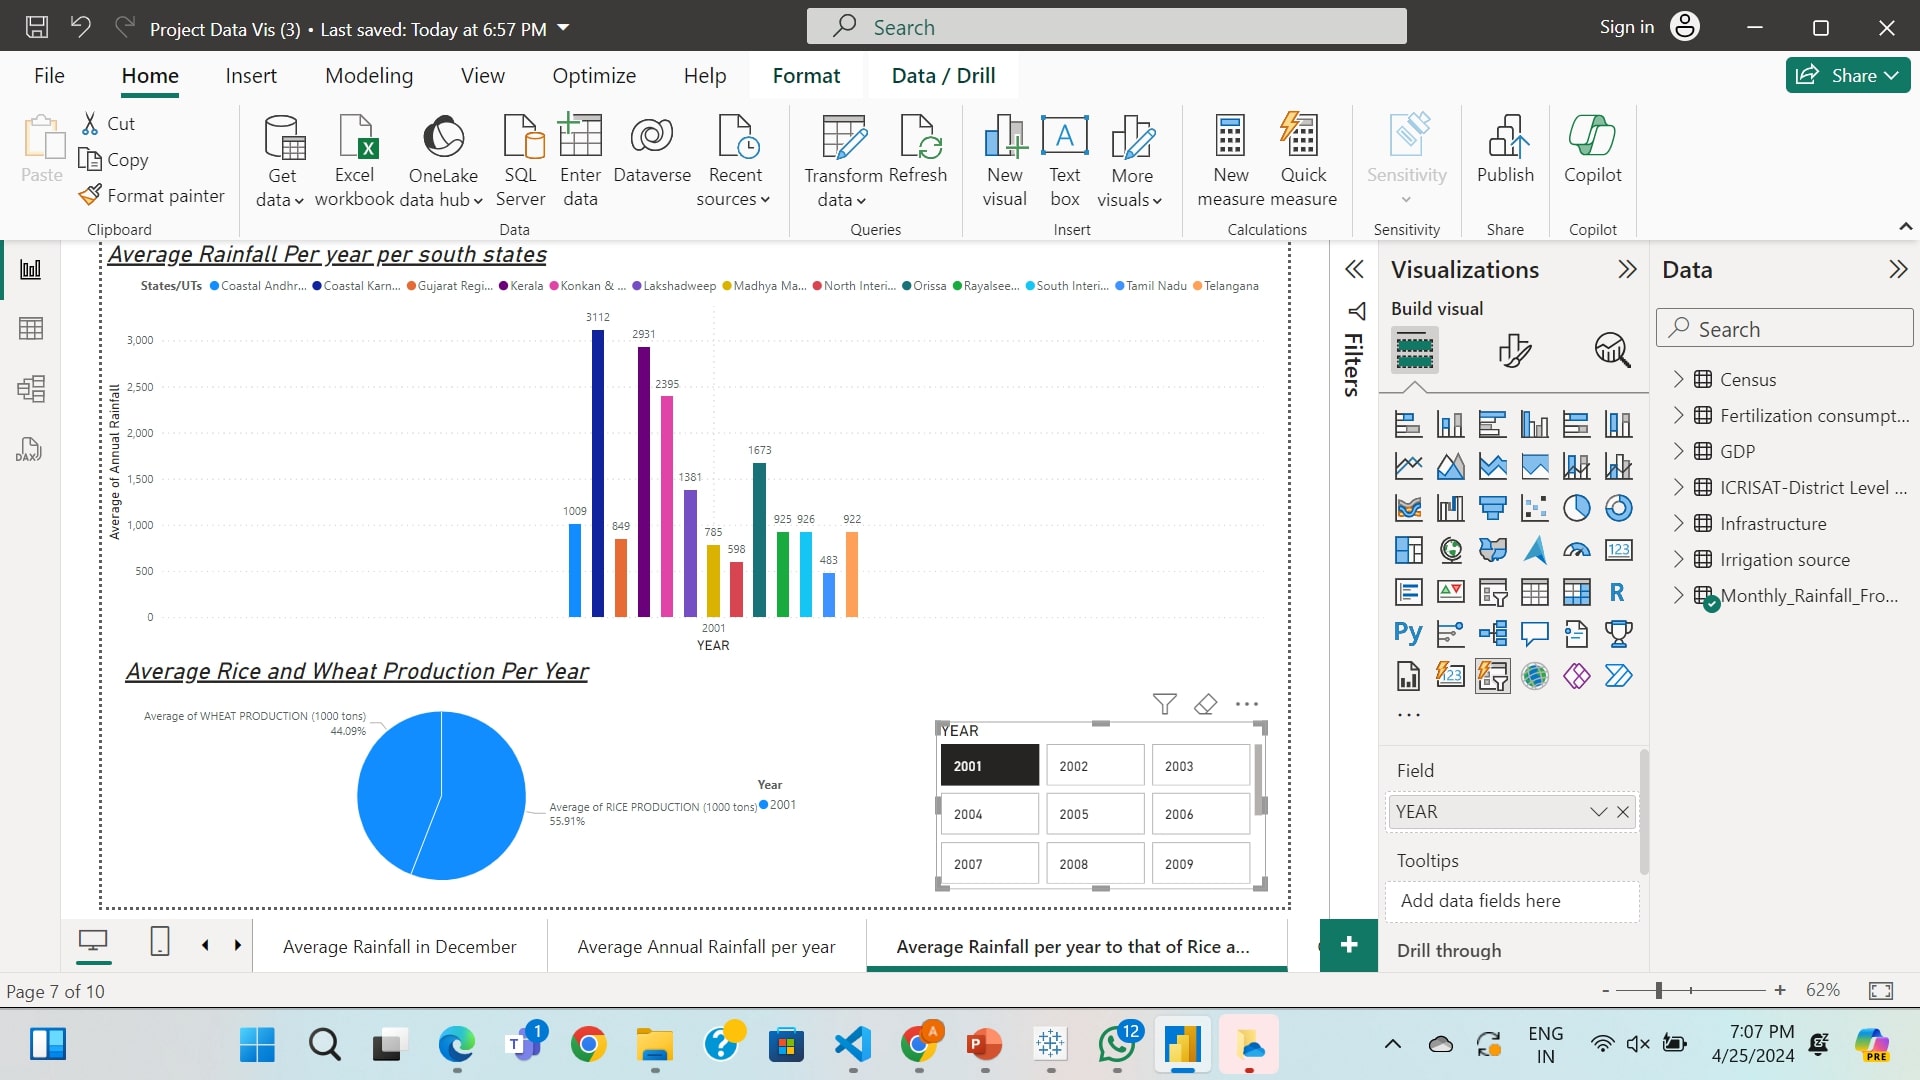 Project Data Vis (3) • Last saved: Today at 6:57 PM
Search
Sign in
File Home Insert Modeling View Optimize Help Format Data / Drill
Share
Paste
Cut
Copy
Format painter
Clipboard
Get data
Excel workbook
OneLake data hub
SQL Server
Enter data
Dataverse
Recent sources
Data
Transform data
Refresh
Queries
New visual
Text box
More visuals
Insert
New measure
Quick measure
Calculations
Sensitivity
Sensitivity
Publish
Share
Copilot
Copilot
Average Rainfall Per year per south states
States/UTs Coastal Andhr... Coastal Karn... Gujarat Regi... Kerala Konkan & ... Lakshadweep Madhya Ma... North Interi... Orissa Rayalsee... South Interi... Tamil Nadu Telangana
Average of Annual Rainfall
3,000
2,500
2,000
1,500
1,000
500
0
1009
3112
849
2931
2395
1381
785
598
1673
925
926
483
922
2001
YEAR
Average Rice and Wheat Production Per Year
Average of WHEAT PRODUCTION (1000 tons)
44.09%
Average of RICE PRODUCTION (1000 tons)
55.91%
Year
2001
YEAR
2001 2002 2003
2004 2005 2006
2007 2008 2009
Filters
Visualizations
Build visual
123
R
Py
123
...
Field
YEAR
Tooltips
Add data fields here
Drill through
Data
Search
Census
Fertilization consumpt...
GDP
ICRISAT-District Level ...
Infrastructure
Irrigation source
Monthly_Rainfall_Fro...
DAX
Average Rainfall in December
Average Annual Rainfall per year
Average Rainfall per year to that of Rice a...
+
Page 7 of 10
- + 62%
T
1
A
P
12
ENG
IN
7:07 PM
4/25/2024
PRE